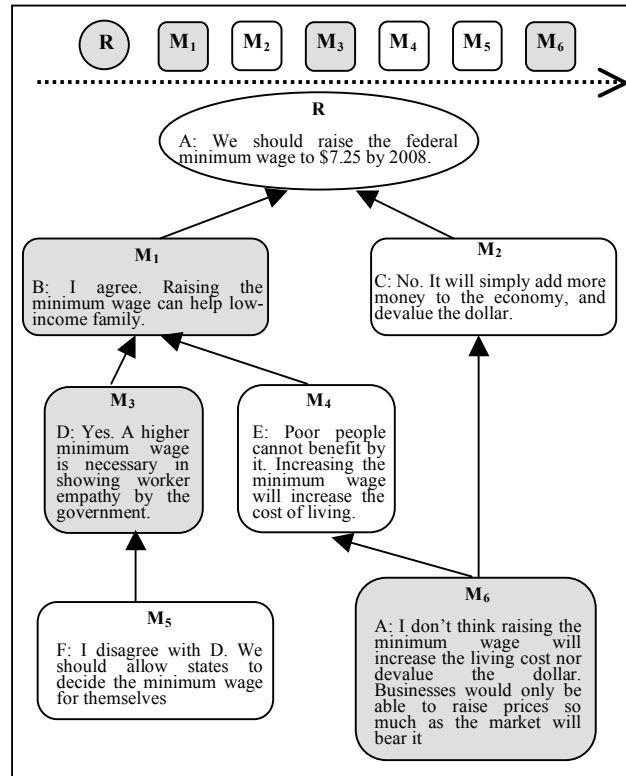 R M1 M2 M3 M4 M5 M6
R
A: We should raise the federal
minimum wage to $7.25 by 2008.
M1
B: I agree. Raising the
minimum wage can help low-
income family.
M2
C: No. It will simply add more
money to the economy, and
devalue the dollar.
M3
D: Yes. A higher
minimum wage
is necessary in
showing worker
empathy by the
government.
M4
E: Poor people
cannot benefit by
it. Increasing the
minimum wage
will increase the
cost of living.
M5
F: I disagree with D. We
should allow states to
decide the minimum wage
for themselves
M6
A: I don't think raising the
minimum wage will
increase the living cost nor
devalue the dollar.
Businesses would only be
able to raise prices so
much as the market will
bear it